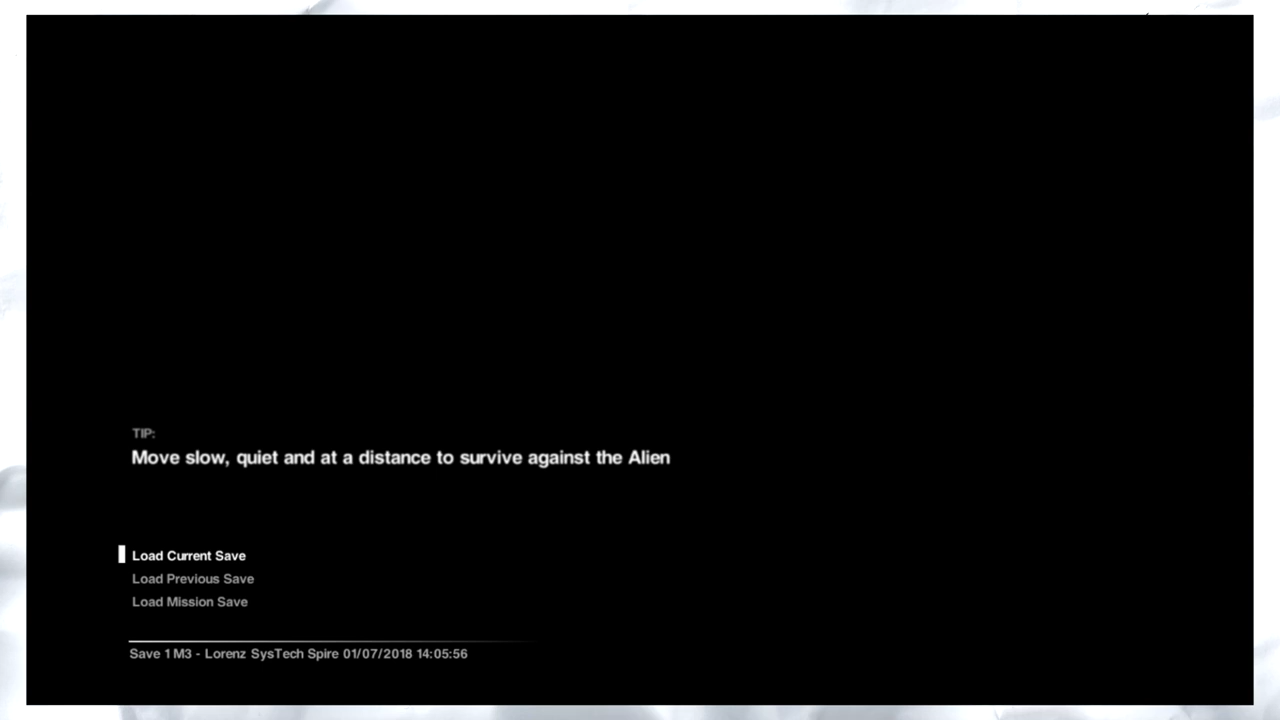 TIP:
Move slow, quiet and at a distance to survive against the Alien
Load Current Save
Load Previous Save
Load Mission Save
Save 1 M3 - Lorenz SysTech Spire 01/07/2018 14:05:56